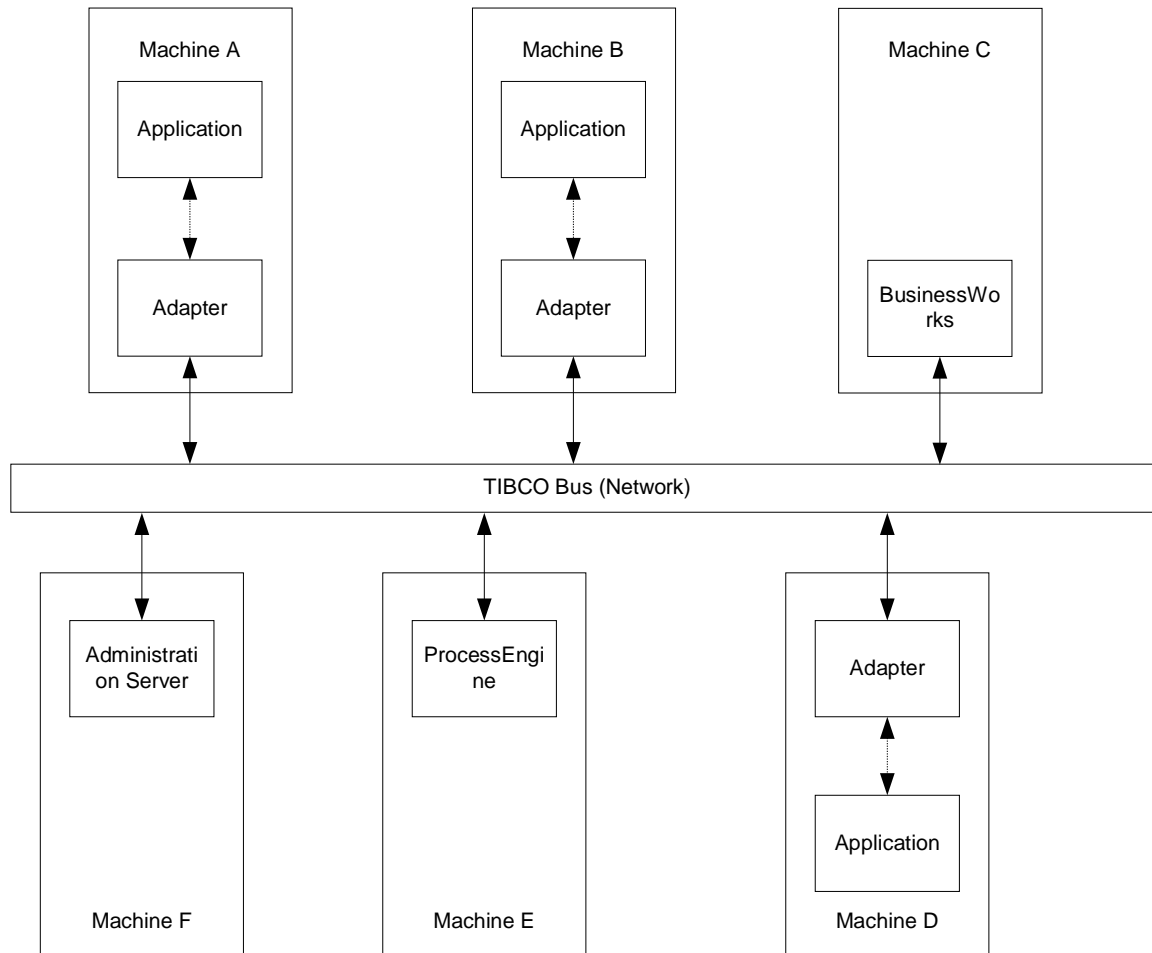 Machine A
Machine B
Machine C
Application
Application
Adapter
Adapter
BusinessWo
rks
TIBCO Bus (Network)
Administrati
on Server
ProcessEngi
ne
Adapter
Application
Machine F
Machine E
Machine D